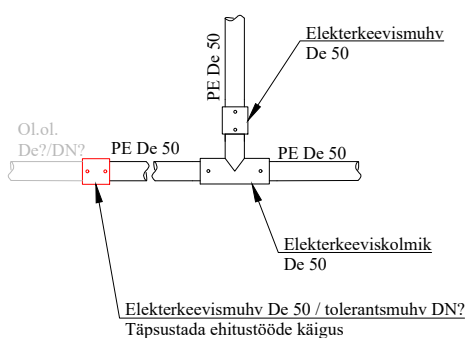 Elekterkeevismuhv
De 50
PE De 50
Ol.ol.
De?/DN?
PE De 50
PE De 50
Elekterkeeviskolmik
De 50
Elekterkeevismuhv De 50 / tolerantsmuhv DN?
Täpsustada ehitustööde käigus